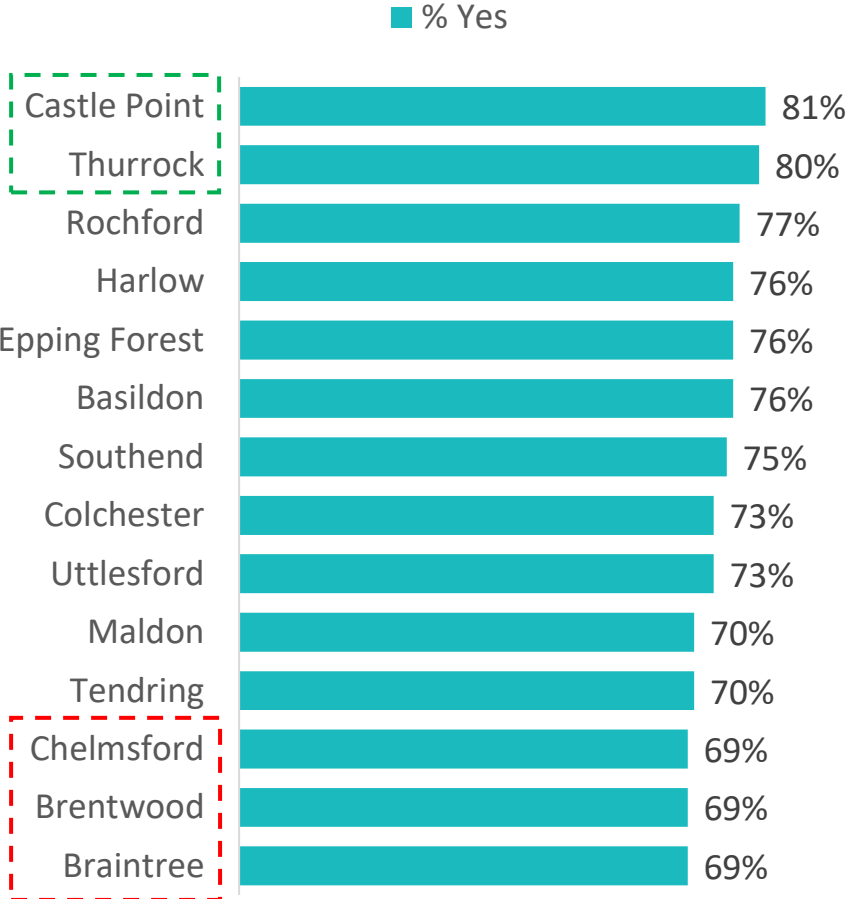 % Yes
Castle Point 81%
Thurrock 80%
Rochford 77%
Harlow 76%
Epping Forest 76%
Basildon 76%
Southend 75%
Colchester 73%
Uttlesford 73%
Maldon 70%
Tendring 70%
Chelmsford 69%
Brentwood 69%
Braintree 69%